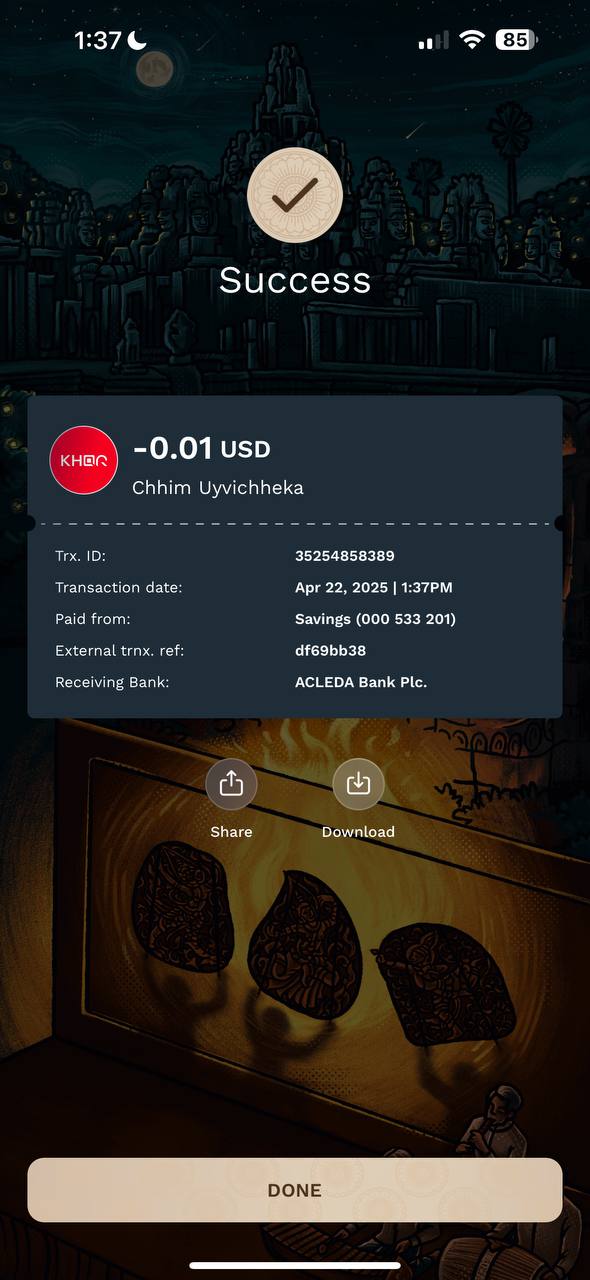 1:37
85
Success
KHQR
-0.01 USD
Chhim Uyvichheka
Trx. ID: 35254858389
Transaction date: Apr 22, 2025 | 1:37PM
Paid from: Savings (000 533 201)
External trnx. ref: df69bb38
Receiving Bank: ACLEDA Bank Plc.
Share Download
DONE